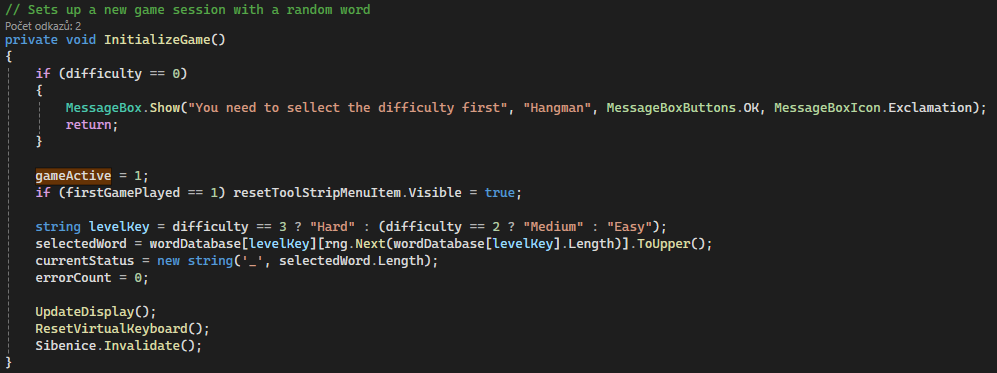 // Sets up a new game session with a random word
Počet odkazů: 2
private void InitializeGame()
{
if (difficulty == 0)
{
MessageBox.Show("You need to sellect the difficulty first", "Hangman", MessageBoxButtons.OK, MessageBoxIcon.Exclamation);
return;
}
gameActive = 1;
if (firstGamePlayed == 1) resetToolStripMenuItem.Visible = true;
string levelKey = difficulty == 3 ? "Hard" : (difficulty == 2 ? "Medium" : "Easy");
selectedWord = wordDatabase[levelKey][rng.Next(wordDatabase[levelKey].Length)].ToUpper();
currentStatus = new string('_', selectedWord.Length);
errorCount = 0;
UpdateDisplay();
ResetVirtualKeyboard();
Sibenice.Invalidate();
}